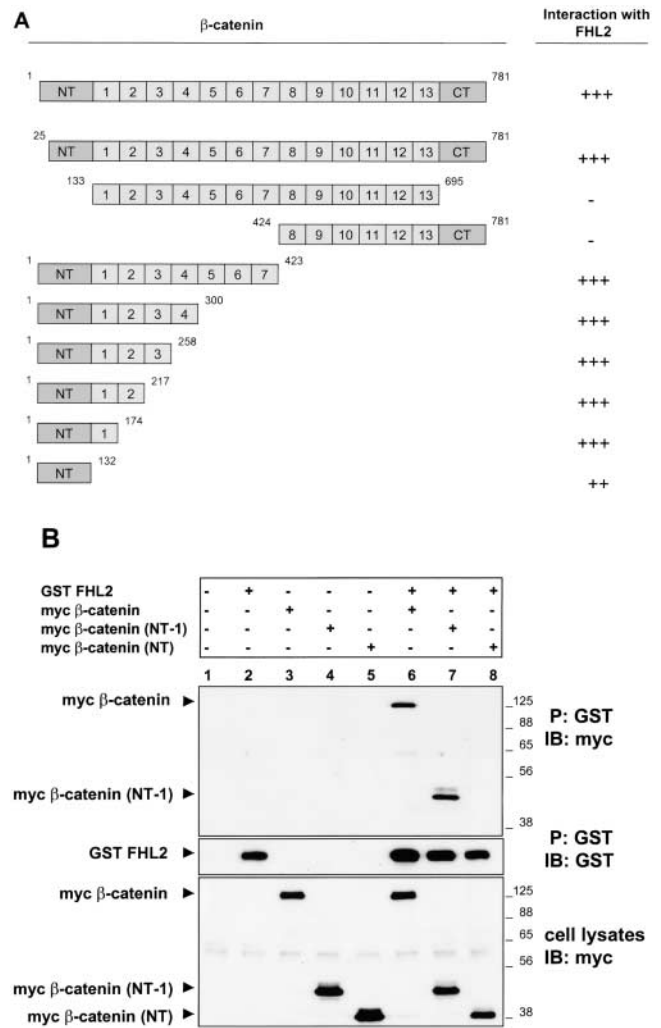 A
β-catenin
Interaction with
FHL2
1 781
NT 1 2 3 4 5 6 7 8 9 10 11 12 13 CT +++
25 781
NT 1 2 3 4 5 6 7 8 9 10 11 12 13 CT +++
133 695
1 2 3 4 5 6 7 8 9 10 11 12 13 -
424 781
8 9 10 11 12 13 CT -
1 423
NT 1 2 3 4 5 6 7 +++
1 300
NT 1 2 3 4 +++
1 258
NT 1 2 3 +++
1 217
NT 1 2 +++
1 174
NT 1 +++
1 132
NT ++
B
GST FHL2 - + - - - + + +
myc β-catenin - - + - - + - -
myc β-catenin (NT-1) - - - + - - + -
myc β-catenin (NT) - - - - + - - +
1 2 3 4 5 6 7 8
myc β-catenin 125
88
65
56
myc β-catenin (NT-1)
38
P: GST
IB: myc
GST FHL2
P: GST
IB: GST
myc β-catenin 125
88
65
56
myc β-catenin (NT-1)
myc β-catenin (NT) 38
cell lysates
IB: myc